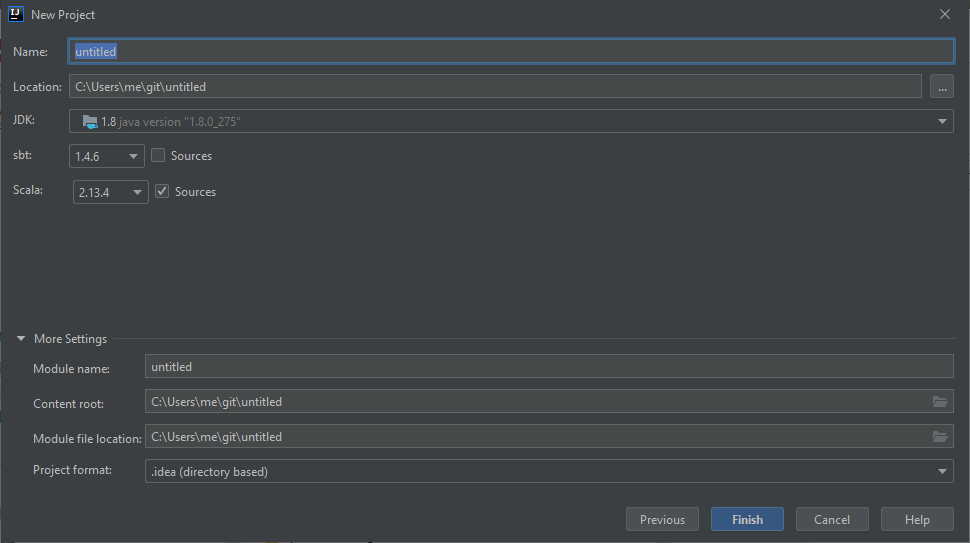 IJ New Project
Name: untitled
Location: C:\Users\me\git\untitled ...
JDK: 1.8 java version "1.8.0_275"
sbt: 1.4.6 Sources
Scala: 2.13.4 Sources
More Settings
Module name: untitled
Content root: C:\Users\me\git\untitled
Module file location: C:\Users\me\git\untitled
Project format: .idea (directory based)
Previous Finish Cancel Help